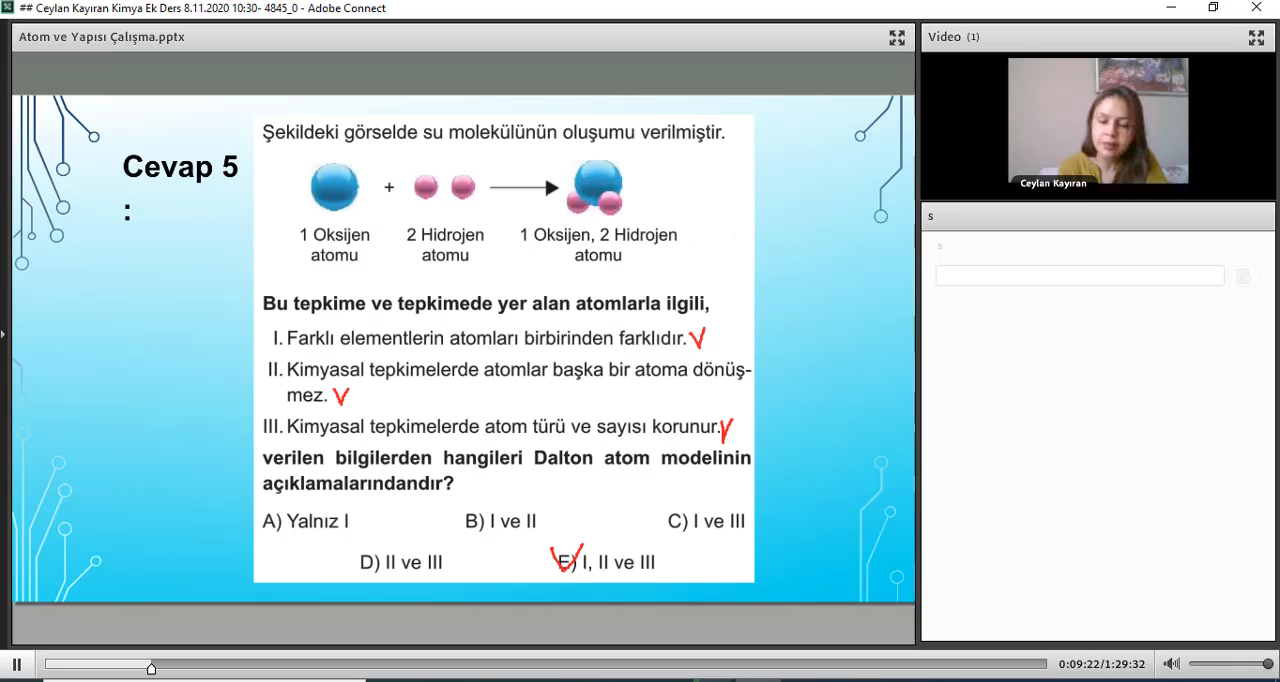 ## Ceylan Kayıran Kimya Ek Ders 8.11.2020 10:30- 4845_0 - Adobe Connect
Atom ve Yapısı Çalışma.pptx
Video (1)
Ceylan Kayıran
s
s
Cevap 5
:
Şekildeki görselde su molekülünün oluşumu verilmiştir.
+
1 Oksijen 2 Hidrojen 1 Oksijen, 2 Hidrojen
atomu atomu atomu
Bu tepkime ve tepkimede yer alan atomlarla ilgili,
I. Farklı elementlerin atomları birbirinden farklıdır.
II. Kimyasal tepkimelerde atomlar başka bir atoma dönüş-
mez.
III. Kimyasal tepkimelerde atom türü ve sayısı korunur.
verilen bilgilerden hangileri Dalton atom modelinin
açıklamalarındandır?
A) Yalnız I B) I ve II C) I ve III
D) II ve III E) I, II ve III
0:09:22/1:29:32